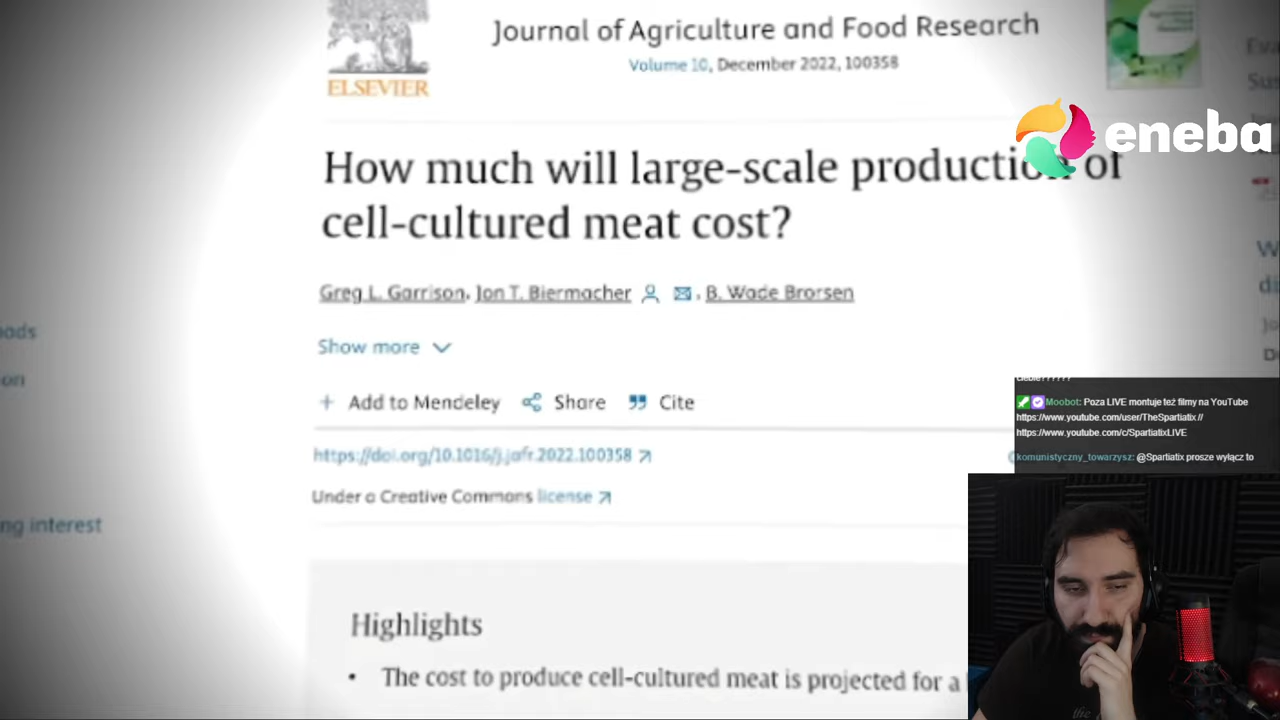 Journal of Agriculture and Food Research
Volume 10, December 2022, 100358
ELSEVIER
eneba
How much will large-scale production of
cell-cultured meat cost?
Greg L. Garrison, Jon T. Biermacher, B. Wade Brorsen
Show more
Add to Mendeley Share Cite
https://doi.org/10.1016/j.jafr.2022.100358
Under a Creative Commons license
ng interest
Highlights
• The cost to produce cell-cultured meat is projected for a
Moobot: Poza LIVE montuje też filmy na YouTube
https://www.youtube.com/user/TheSpartiatix //
https://www.youtube.com/c/SpartiatixLIVE
komunistyczny_towarzysz: @Spartiatix prosze wyłącz to